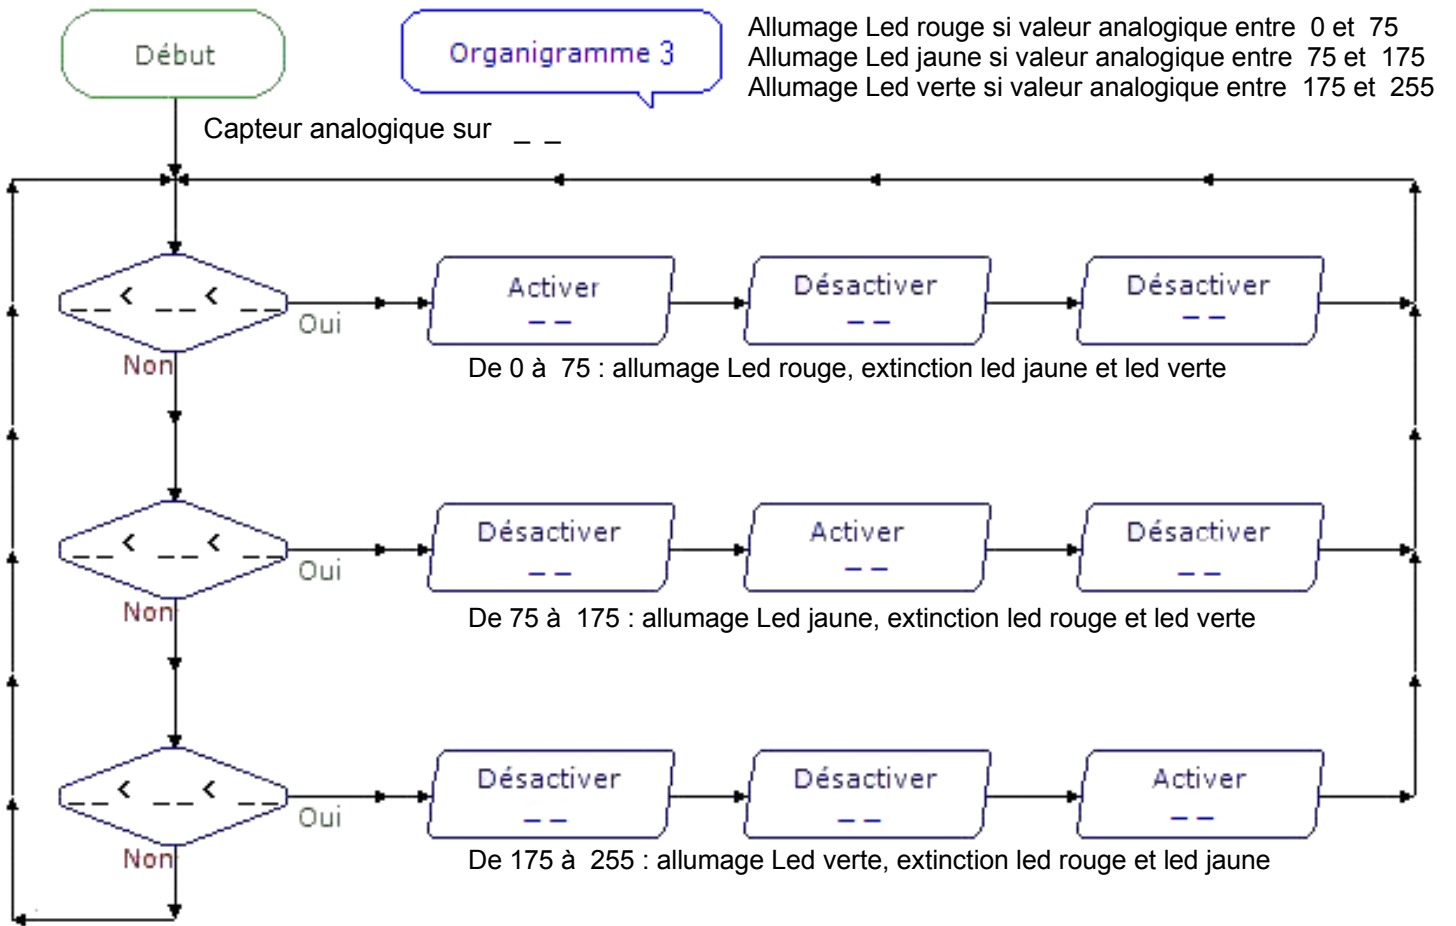 Début
Organigramme 3
Allumage Led rouge si valeur analogique entre 0 et 75
Allumage Led jaune si valeur analogique entre 75 et 175
Allumage Led verte si valeur analogique entre 175 et 255
Capteur analogique sur _ _
__ < __ < __
Oui
Non
Activer
_ _
Désactiver
_ _
Désactiver
_ _
De 0 à 75 : allumage Led rouge, extinction led jaune et led verte
__ < __ < __
Oui
Non
Désactiver
_ _
Activer
_ _
Désactiver
_ _
De 75 à 175 : allumage Led jaune, extinction led rouge et led verte
__ < __ < __
Oui
Non
Désactiver
_ _
Désactiver
_ _
Activer
_ _
De 175 à 255 : allumage Led verte, extinction led rouge et led jaune